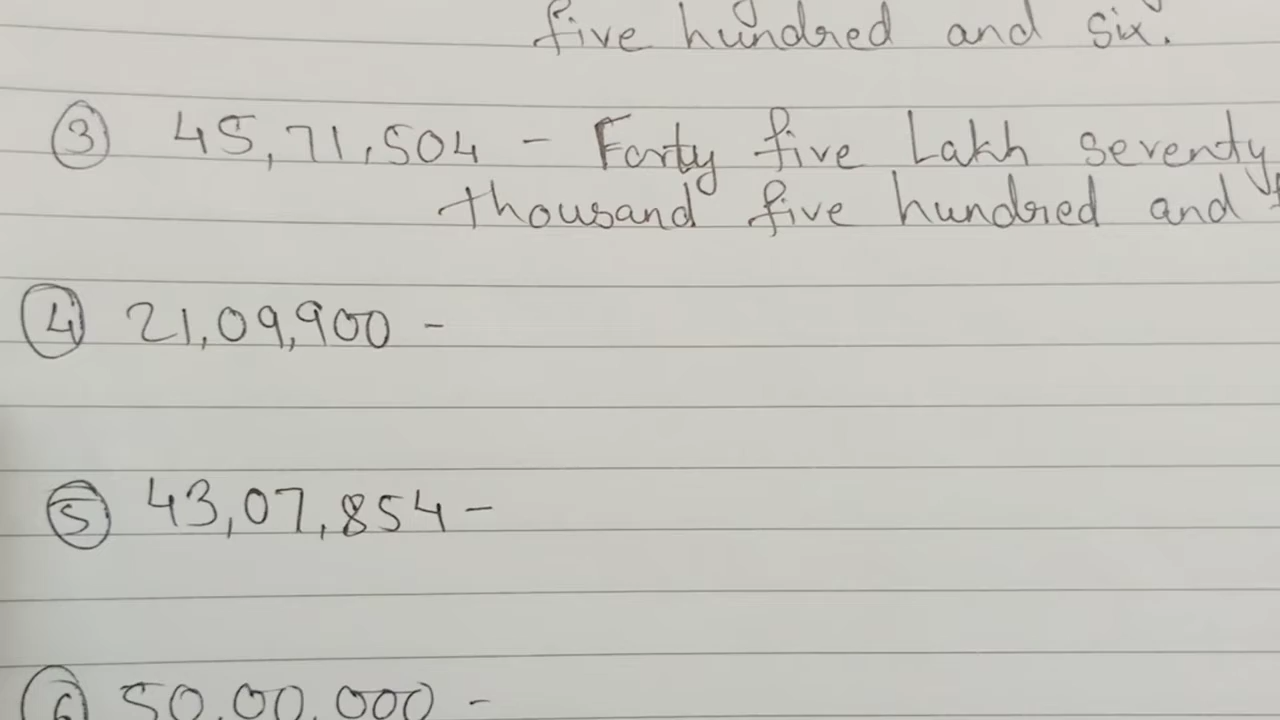 five hundred and six.
③ 45,71,504 - Forty five Lakh seventy
thousand five hundred and
④ 21,09,900 -
⑤ 43,07,854 -
⑥ 50,00,000 -